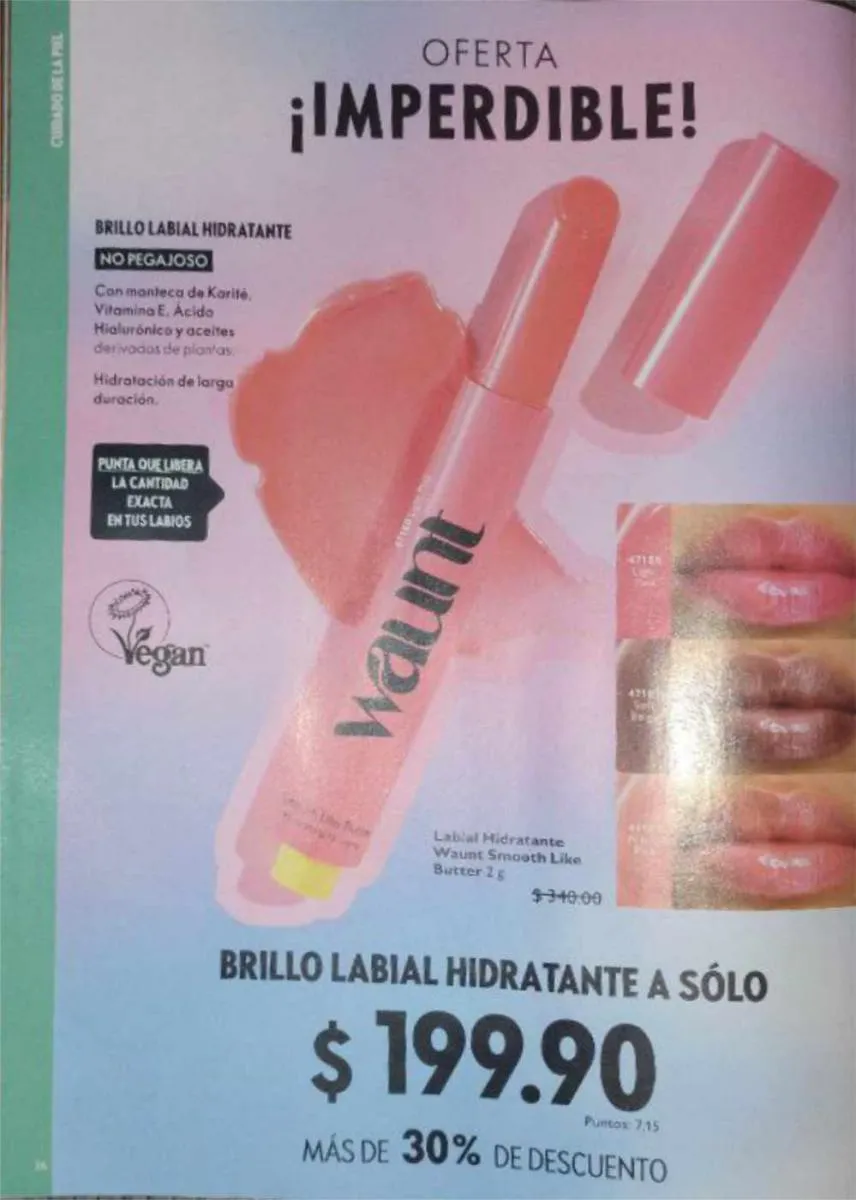 CUIDADO DE LA PIEL
OFERTA
¡IMPERDIBLE!
BRILLO LABIAL HIDRATANTE
NO PEGAJOSO
Con manteca de Karité,
Vitamina E, Ácido
Hialurónico y aceites
derivados de plantas.
Hidratación de larga
duración.
PUNTA QUE LIBERA
LA CANTIDAD
EXACTA
EN TUS LABIOS
Vegan
waunt
Labial Hidratante
Waunt Smooth Like
Butter 2 g
$ 340.00
BRILLO LABIAL HIDRATANTE A SÓLO
$ 199.90
Puntos: 7.15
MÁS DE 30% DE DESCUENTO